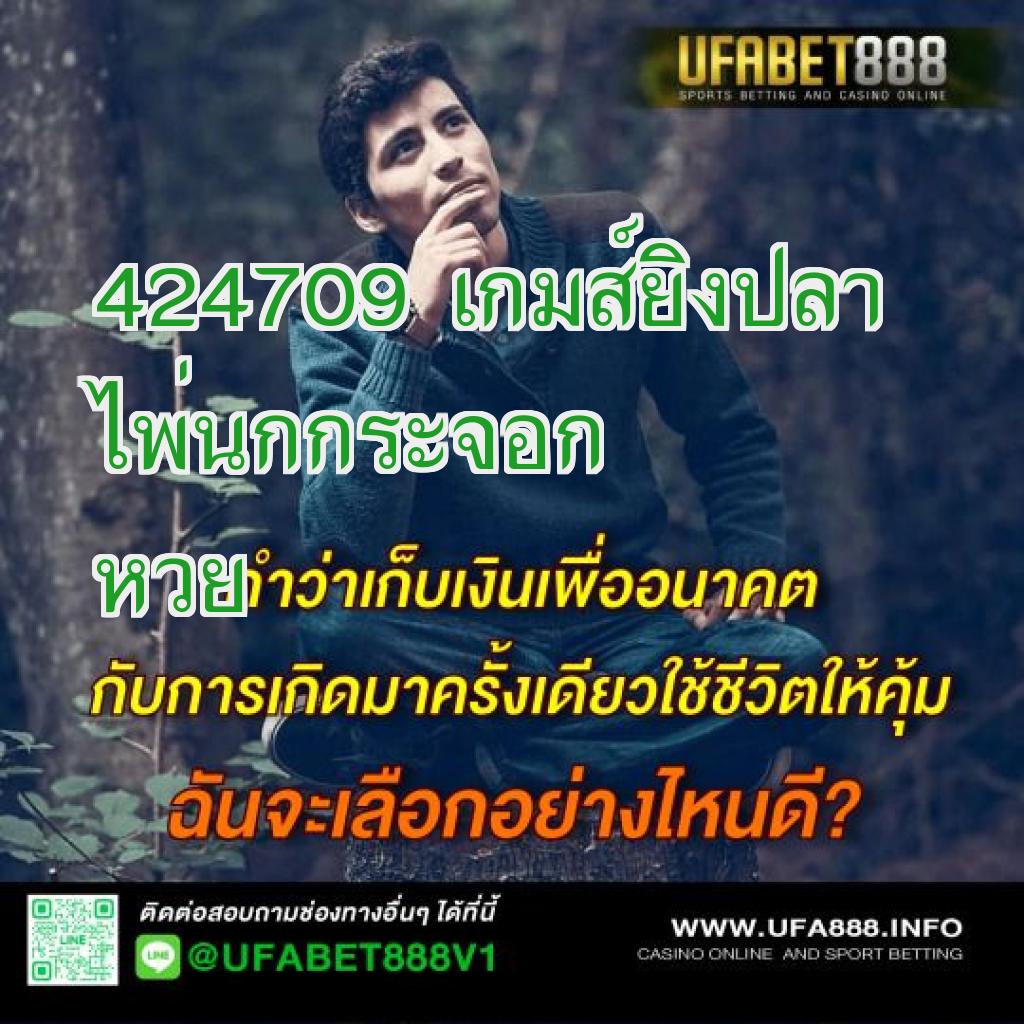 UFABET888
SPORTS BETTING AND CASINO ONLINE
424709 เกมส์ยิงปลา
ไพ่นกกระจอก
หวย
คำว่าเก็บเงินเพื่ออนาคต
กับการเกิดมาครั้งเดียวใช้ชีวิตให้คุ้ม
ฉันจะเลือกอย่างไหนดี?
ติดต่อสอบถามช่องทางอื่นๆ ได้ที่นี้
LINE
LINE
@UFABET888V1
WWW.UFA888.INFO
CASINO ONLINE AND SPORT BETTING